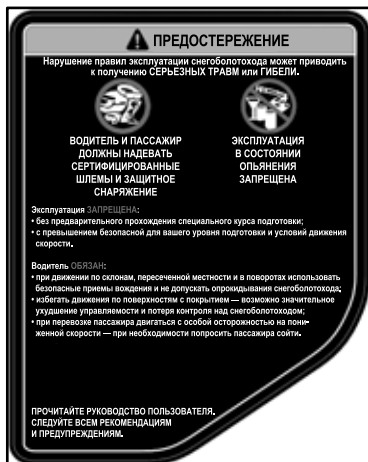 ПРЕДОСТЕРЕЖЕНИЕ
Нарушение правил эксплуатации снегоболотохода может приводить
к получению СЕРЬЕЗНЫХ ТРАВМ или ГИБЕЛИ.
ВОДИТЕЛЬ И ПАССАЖИР
ДОЛЖНЫ НАДЕВАТЬ
СЕРТИФИЦИРОВАННЫЕ
ШЛЕМЫ И ЗАЩИТНОЕ
СНАРЯЖЕНИЕ
ЭКСПЛУАТАЦИЯ
В СОСТОЯНИИ
ОПЬЯНЕНИЯ
ЗАПРЕЩЕНА
Эксплуатация ЗАПРЕЩЕНА:
• без предварительного прохождения специального курса подготовки;
• с превышением безопасной для вашего уровня подготовки и условий движения
скорости.
Водитель ОБЯЗАН:
• при движении по склонам, пересеченной местности и в поворотах использовать
безопасные приемы вождения и не допускать опрокидывания снегоболотохода;
• избегать движения по поверхностям с покрытием — возможно значительное
ухудшение управляемости и потеря контроля над снегоболотоходом;
• при перевозке пассажира двигаться с особой осторожностью на пони-
женной скорости — при необходимости попросить пассажира сойти.
ПРОЧИТАЙТЕ РУКОВОДСТВО ПОЛЬЗОВАТЕЛЯ.
СЛЕДУЙТЕ ВСЕМ РЕКОМЕНДАЦИЯМ
И ПРЕДУПРЕЖДЕНИЯМ.